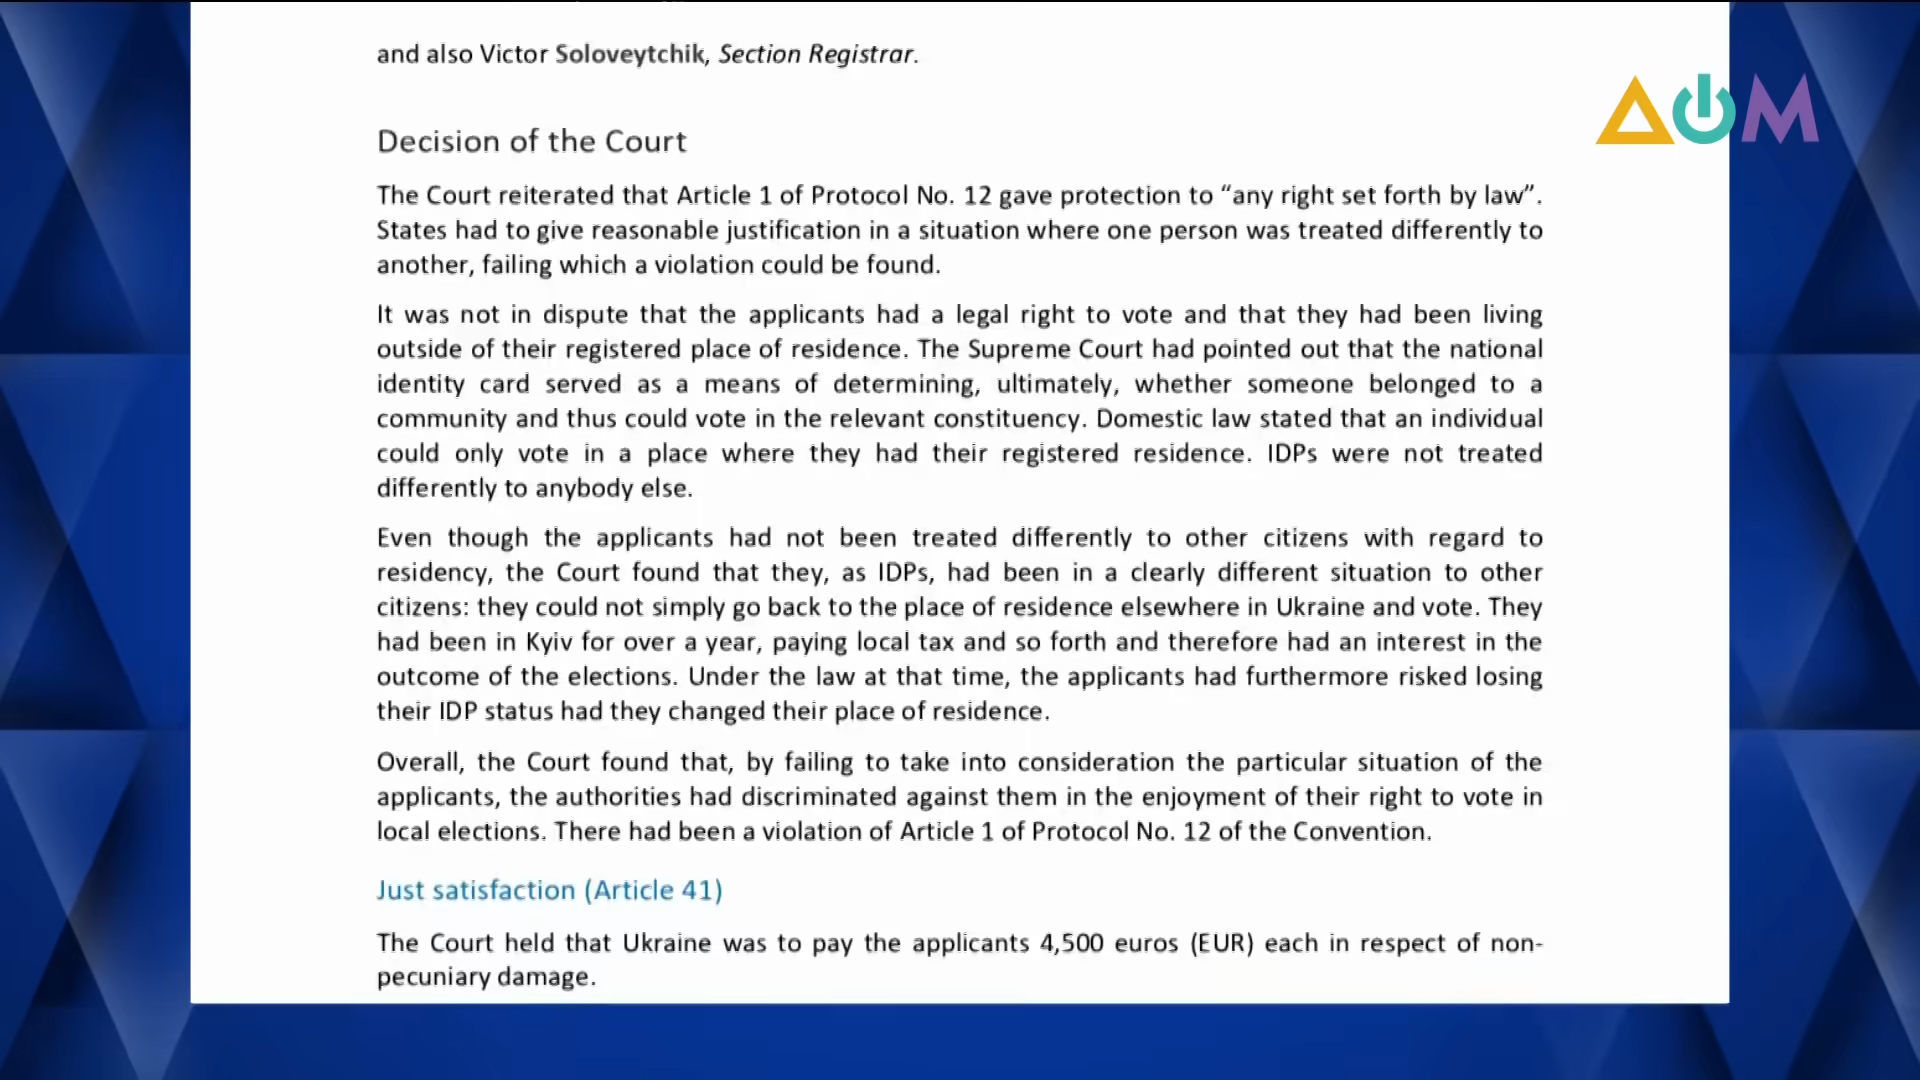 and also Victor Soloveytchik, Section Registrar.
Decision of the Court
The Court reiterated that Article 1 of Protocol No. 12 gave protection to “any right set forth by law”.
States had to give reasonable justification in a situation where one person was treated differently to
another, failing which a violation could be found.
It was not in dispute that the applicants had a legal right to vote and that they had been living
outside of their registered place of residence. The Supreme Court had pointed out that the national
identity card served as a means of determining, ultimately, whether someone belonged to a
community and thus could vote in the relevant constituency. Domestic law stated that an individual
could only vote in a place where they had their registered residence. IDPs were not treated
differently to anybody else.
Even though the applicants had not been treated differently to other citizens with regard to
residency, the Court found that they, as IDPs, had been in a clearly different situation to other
citizens: they could not simply go back to the place of residence elsewhere in Ukraine and vote. They
had been in Kyiv for over a year, paying local tax and so forth and therefore had an interest in the
outcome of the elections. Under the law at that time, the applicants had furthermore risked losing
their IDP status had they changed their place of residence.
Overall, the Court found that, by failing to take into consideration the particular situation of the
applicants, the authorities had discriminated against them in the enjoyment of their right to vote in
local elections. There had been a violation of Article 1 of Protocol No. 12 of the Convention.
Just satisfaction (Article 41)
The Court held that Ukraine was to pay the applicants 4,500 euros (EUR) each in respect of non-
pecuniary damage.
ДОМ